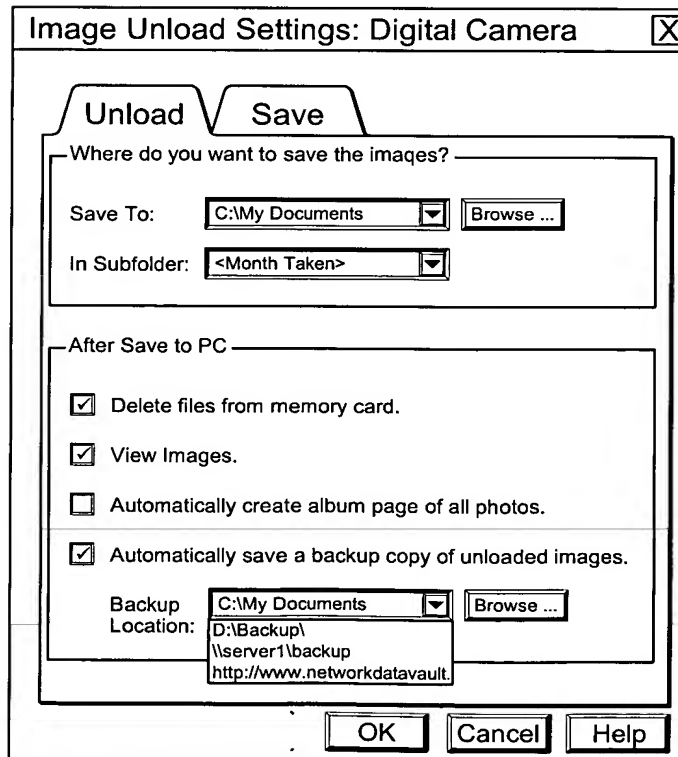 Image Unload Settings: Digital Camera X
Unload Save
Where do you want to save the imaqes?
Save To: C:\My Documents Browse ...
In Subfolder: <Month Taken>
After Save to PC
Delete files from memory card.
View Images.
Automatically create album page of all photos.
Automatically save a backup copy of unloaded images.
Backup Location: C:\My Documents Browse ...
D:\Backup\
\\server1\backup
http://www.networkdatavault.
OK Cancel Help